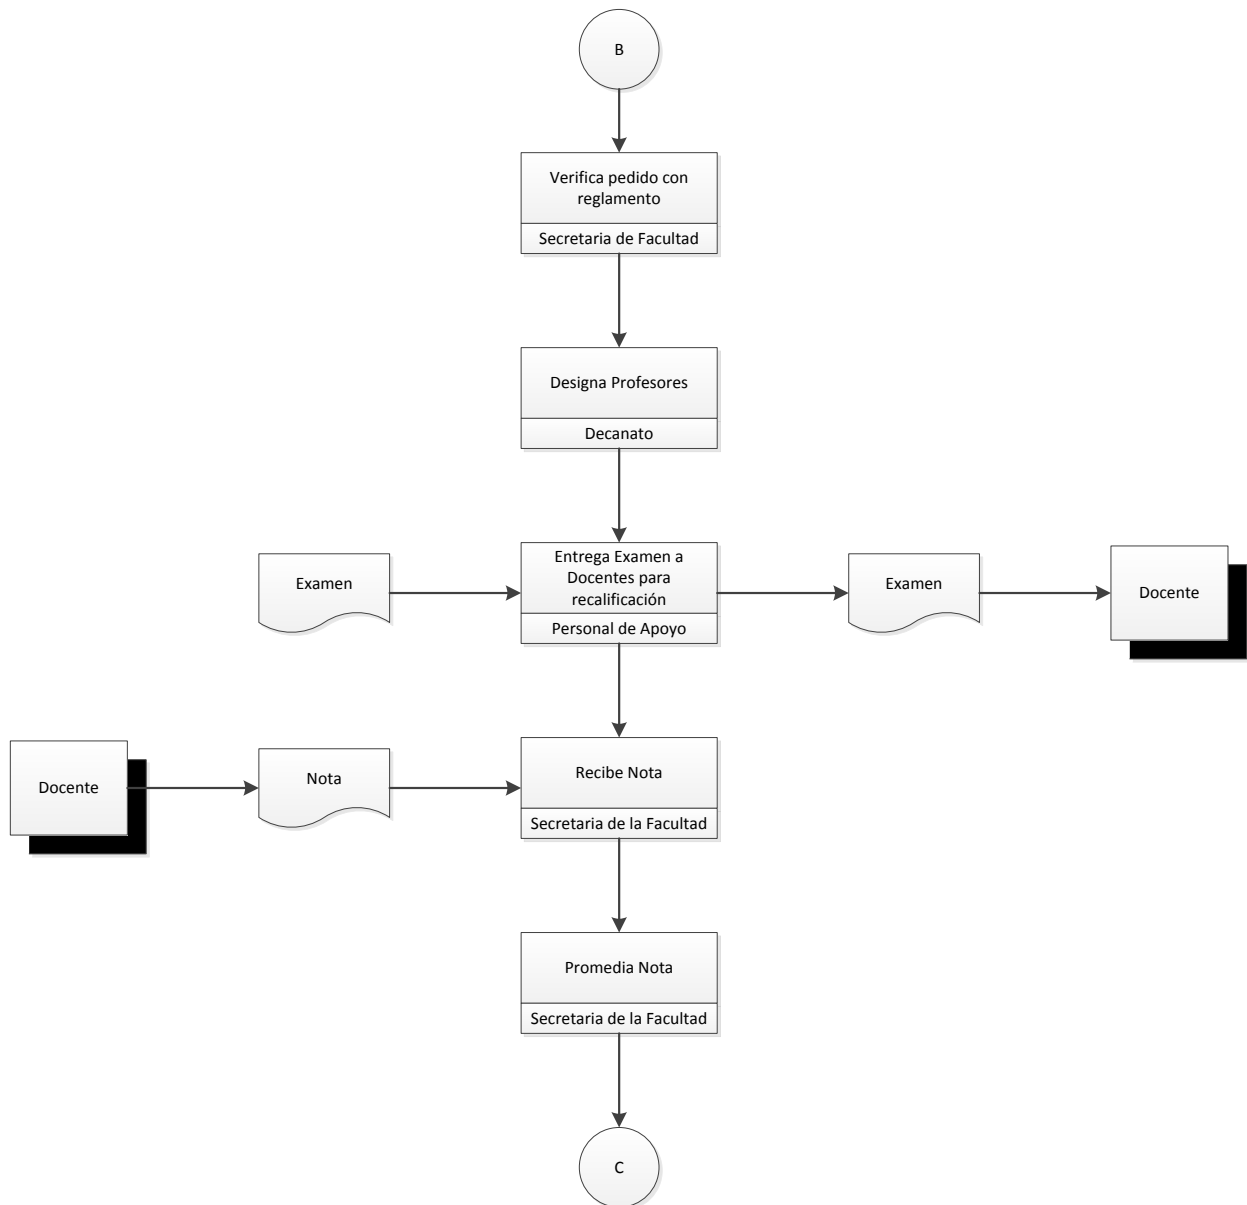 B
Verifica pedido con
reglamento
Secretaria de Facultad
Designa Profesores
Decanato
Examen
Entrega Examen a
Docentes para
recalificación
Personal de Apoyo
Examen
Docente
Docente
Nota
Recibe Nota
Secretaria de la Facultad
Promedia Nota
Secretaria de la Facultad
C